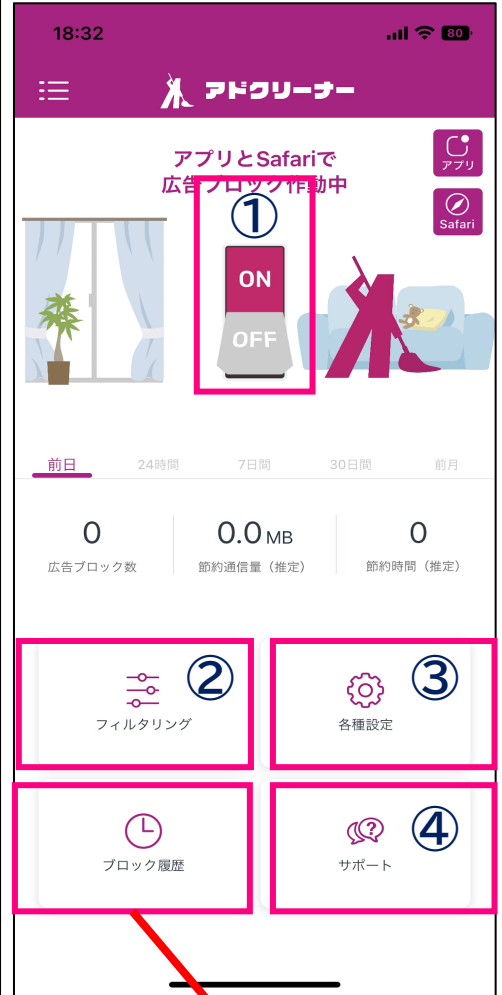 18:32
80
アドクリーナー
アプリとSafariで
広告ブロック作動中
アプリ
Safari
①
ON
OFF
前日 24時間 7日間 30日間 前月
0 0.0 MB 0
広告ブロック数 節約通信量（推定） 節約時間（推定）
② ③
フィルタリング 各種設定
④
ブロック履歴 サポート